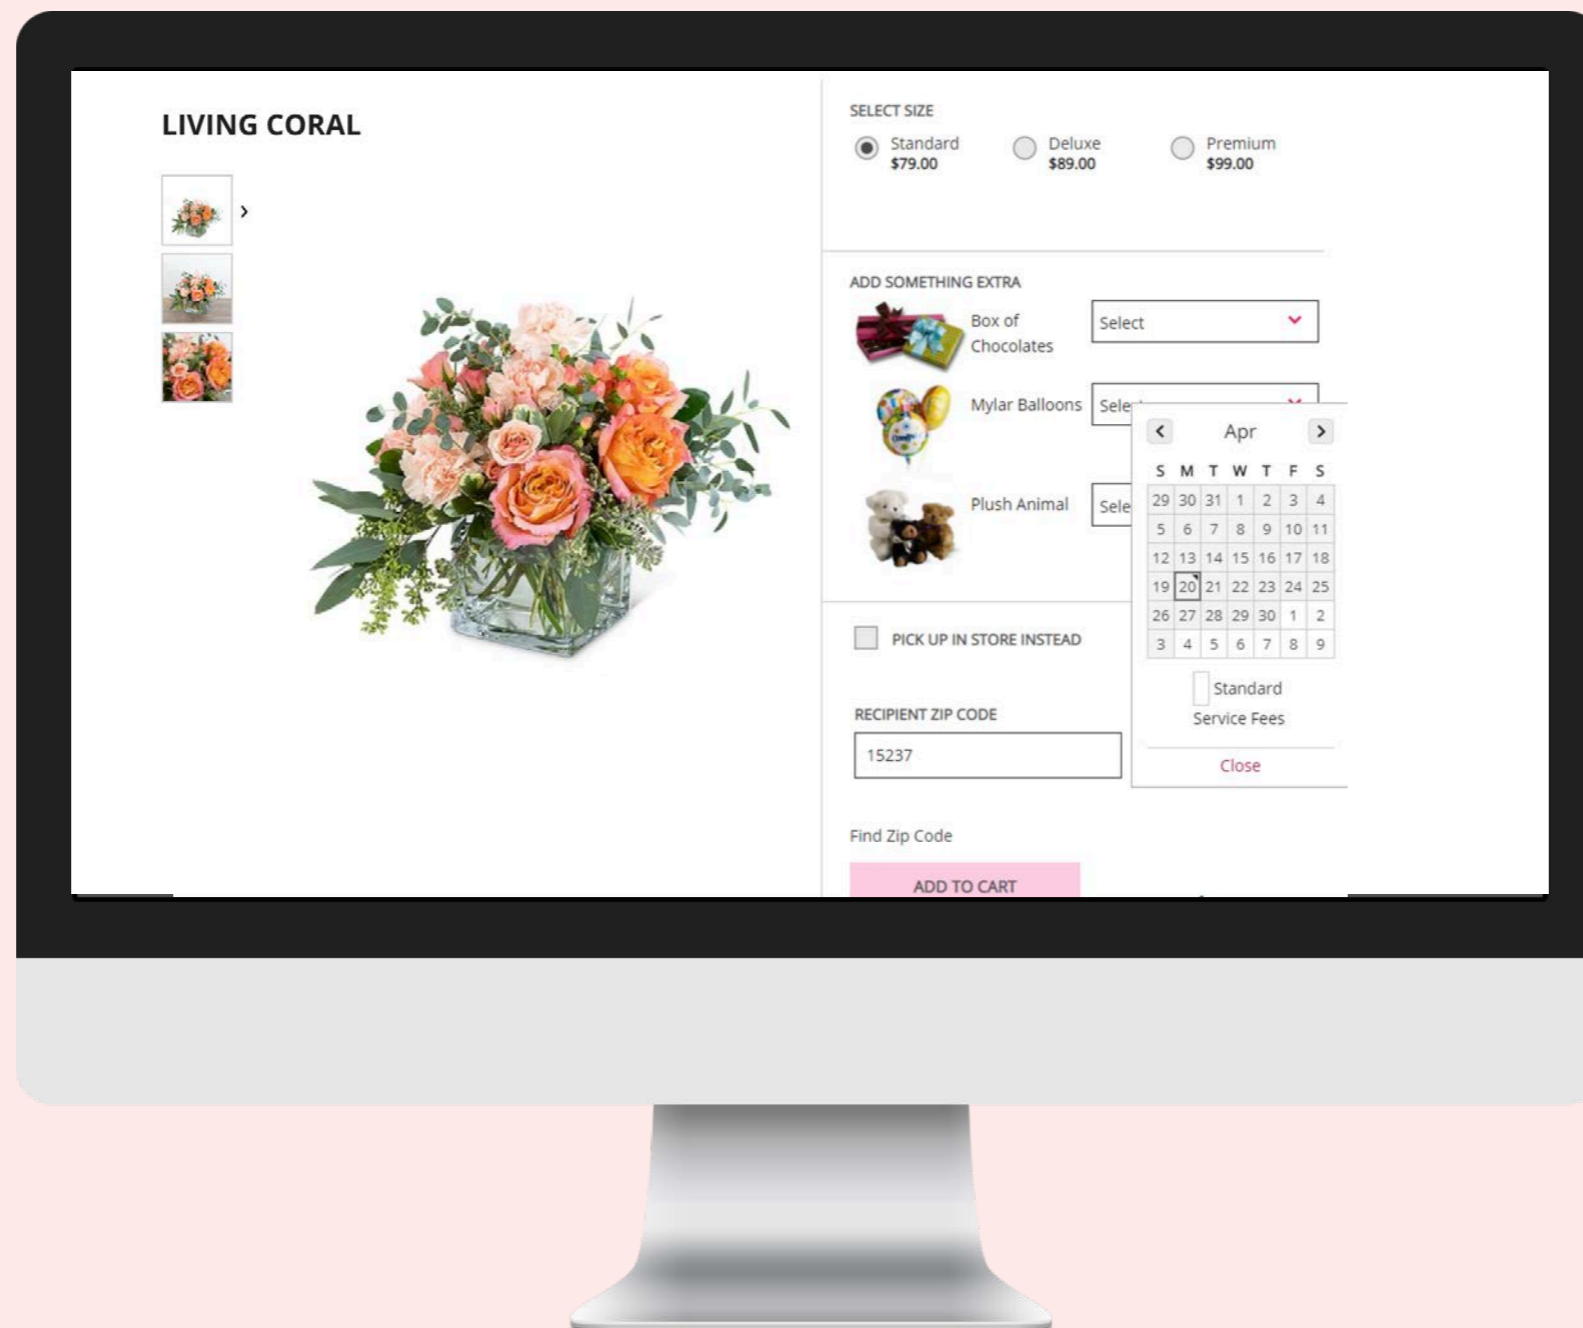 LIVING CORAL
SELECT SIZE
Standard
$79.00
Deluxe
$89.00
Premium
$99.00
ADD SOMETHING EXTRA
Box of
Chocolates
Select
Mylar Balloons
Plush Animal
Apr
S M T W T F S
29 30 31 1 2 3 4
5 6 7 8 9 10 11
12 13 14 15 16 17 18
19 20 21 22 23 24 25
26 27 28 29 30 1 2
3 4 5 6 7 8 9
Standard
Service Fees
Close
PICK UP IN STORE INSTEAD
RECIPIENT ZIP CODE
15237
Find Zip Code
ADD TO CART